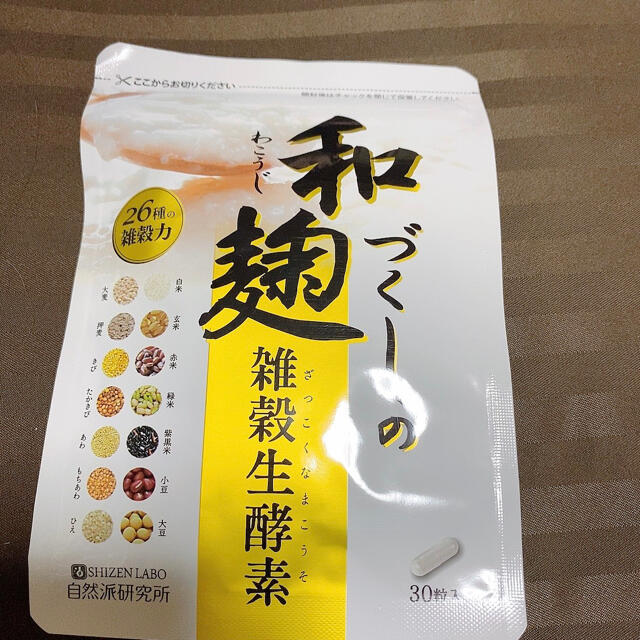 ここからお切りください
開封後はチャックを閉じて保管してください。
和麹づくしの
わこうじ
雑穀生酵素
ざっこくなまこうそ
26種の
雑穀力
大麦
白米
押麦
玄米
きび
赤米
たかきび
緑米
あわ
紫黒米
もちあわ
小豆
ひえ
大豆
SHIZEN LABO
自然派研究所
30粒